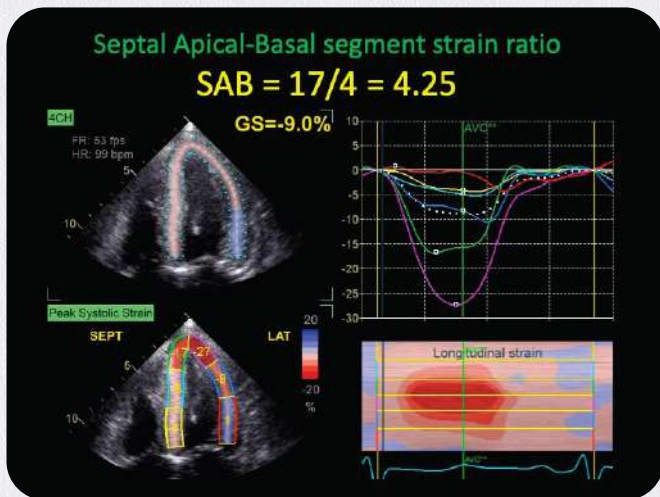 Septal Apical-Basal segment strain ratio
SAB = 17/4 = 4.25
4CH
GS=-9.0%
FR: 53 fps
HR: 99 bpm
5
10
10
5
0
-5
-10
-15
-20
-25
-30
AVC
Peak Systolic Strain
SEPT
LAT
20
-20
%
-27
5
10
Longitudinal strain
AVC